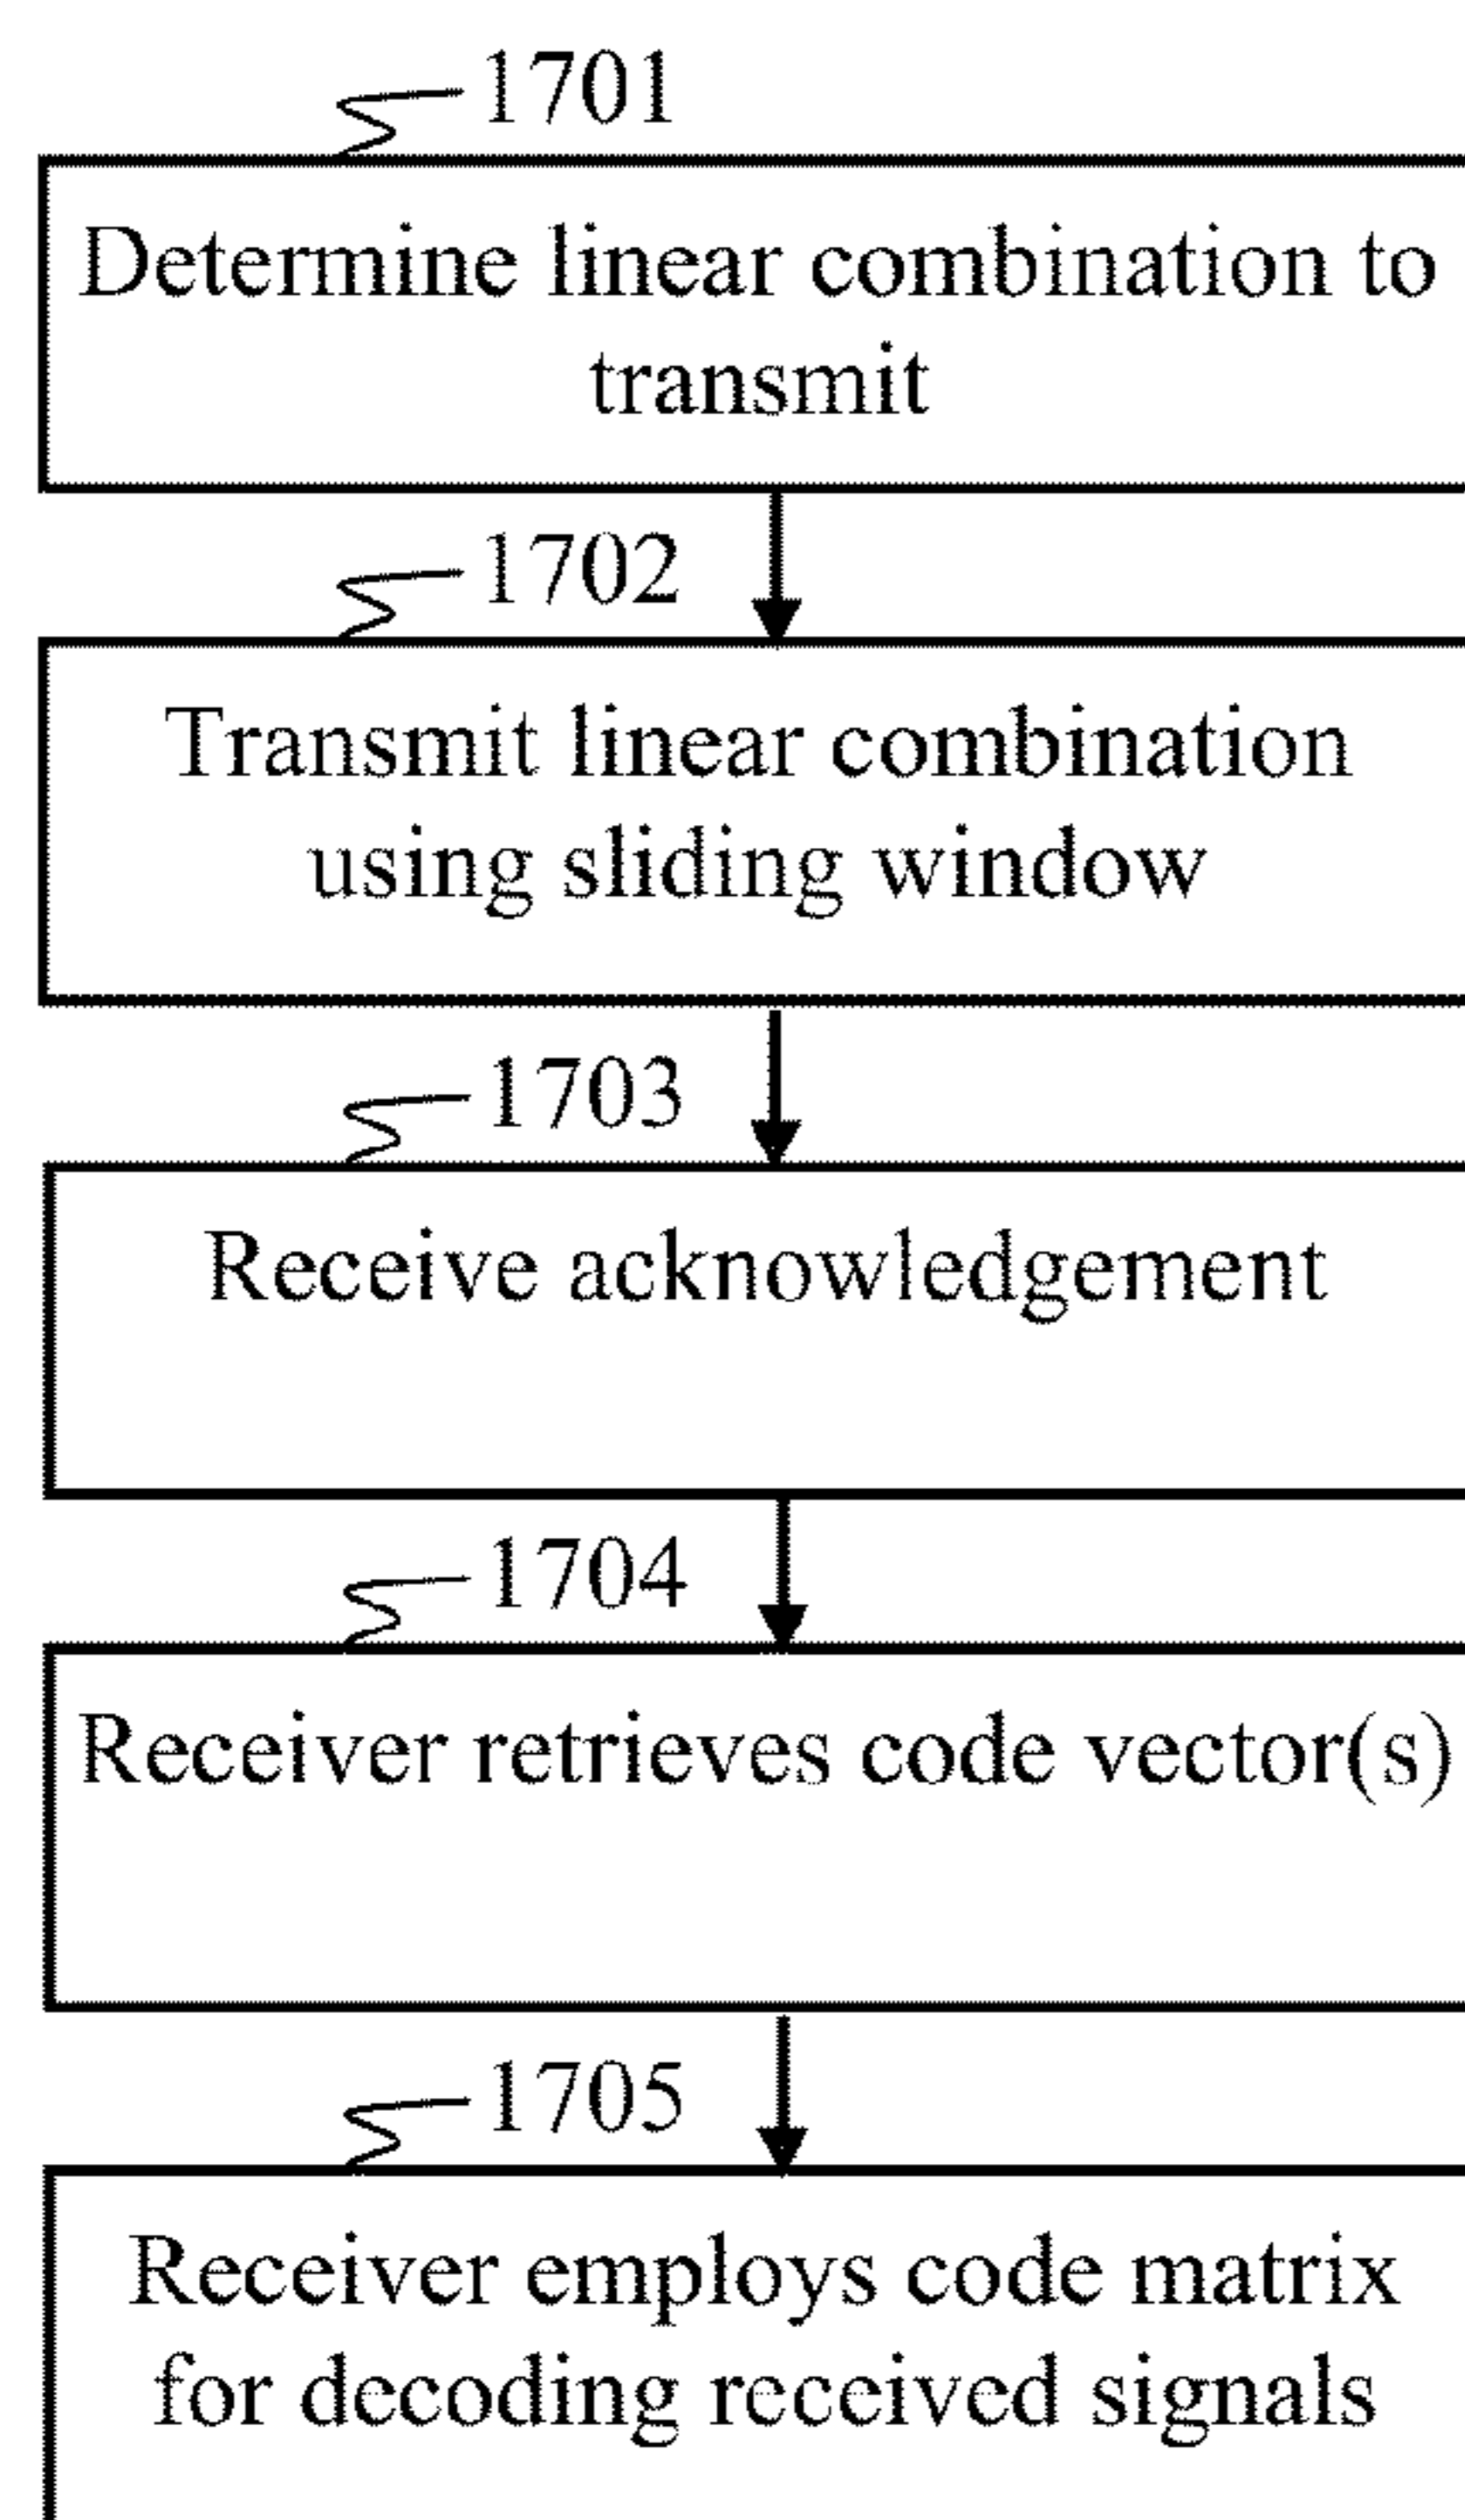 1701
Determine linear combination to
transmit
1702
Transmit linear combination
using sliding window
1703
Receive acknowledgement
1704
Receiver retrieves code vector(s)
1705
Receiver employs code matrix
for decoding received signals